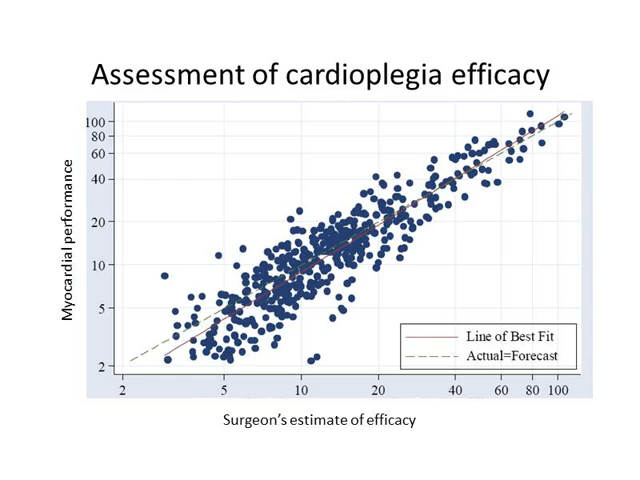 Assessment of cardioplegia efficacy
Myocardial performance
100
80
60
40
20
10
5
2
Line of Best Fit
Actual=Forecast
2 5 10 20 40 60 80 100
Surgeon's estimate of efficacy